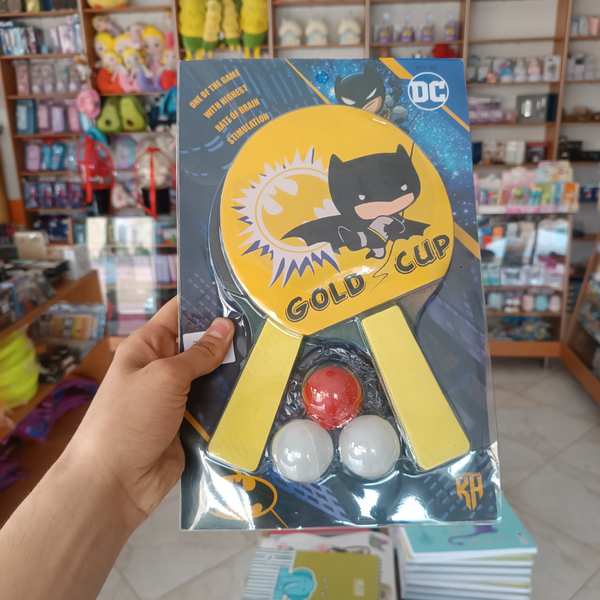 ONE OF THE GAME
WITH HIGHEST
RATE OF BRAIN
STIMULATION
DC
GOLD CUP